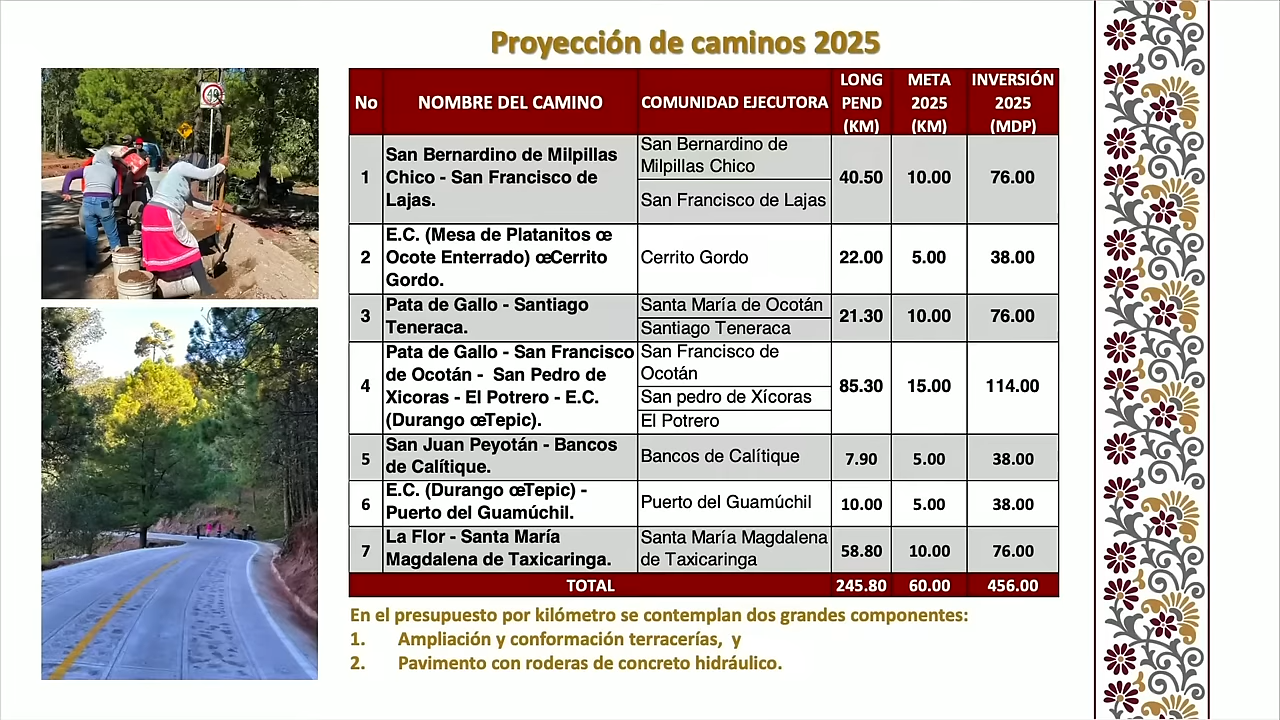 Proyección de caminos 2025
No
NOMBRE DEL CAMINO
COMUNIDAD EJECUTORA
LONG
PEND
(KM)
META
2025
(KM)
INVERSIÓN
2025
(MDP)
1
San Bernardino de Milpillas
Chico - San Francisco de
Lajas.
San Bernardino de
Milpillas Chico
San Francisco de Lajas
40.50
10.00
76.00
2
E.C. (Mesa de Platanitos œ
Ocote Enterrado) œCerrito
Gordo.
Cerrito Gordo
22.00
5.00
38.00
3
Pata de Gallo - Santiago
Teneraca.
Santa María de Ocotán
Santiago Teneraca
21.30
10.00
76.00
4
Pata de Gallo - San Francisco
de Ocotán - San Pedro de
Xicoras - El Potrero - E.C.
(Durango œTepic).
San Francisco de
Ocotán
San pedro de Xícoras
El Potrero
85.30
15.00
114.00
5
San Juan Peyotán - Bancos
de Calítique.
Bancos de Calítique
7.90
5.00
38.00
6
E.C. (Durango œTepic) -
Puerto del Guamúchil.
Puerto del Guamúchil
10.00
5.00
38.00
7
La Flor - Santa María
Magdalena de Taxicaringa.
Santa María Magdalena
de Taxicaringa
58.80
10.00
76.00
TOTAL
245.80
60.00
456.00
En el presupuesto por kilómetro se contemplan dos grandes componentes:
1. Ampliación y conformación terracerías, y
2. Pavimento con roderas de concreto hidráulico.
40